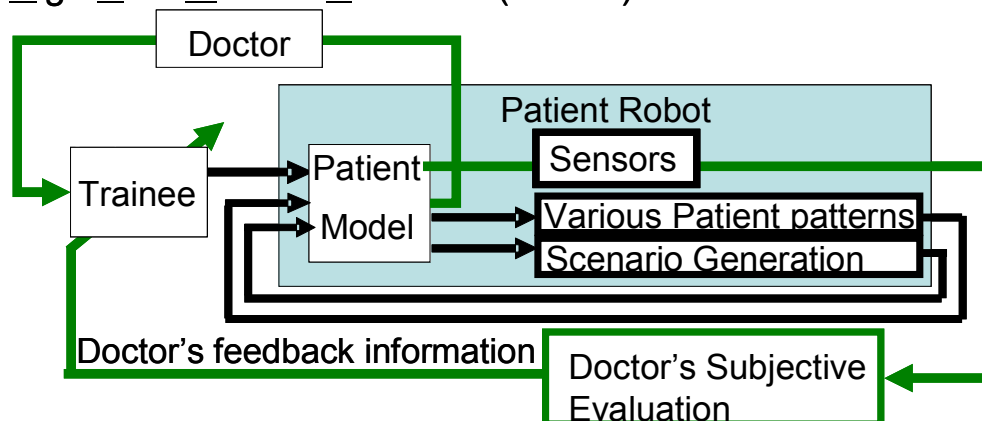 Doctor
Patient Robot
Sensors
Patient
Model
Trainee
Various Patient patterns
Scenario Generation
Doctor's feedback information
Doctor's Subjective
Evaluation